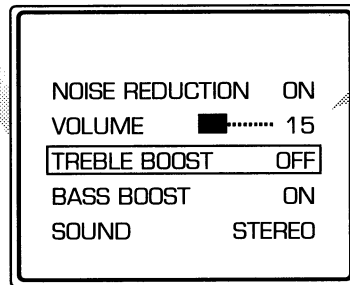 NOISE REDUCTION ON
VOLUME 15
TREBLE BOOST OFF
BASS BOOST ON
SOUND STEREO